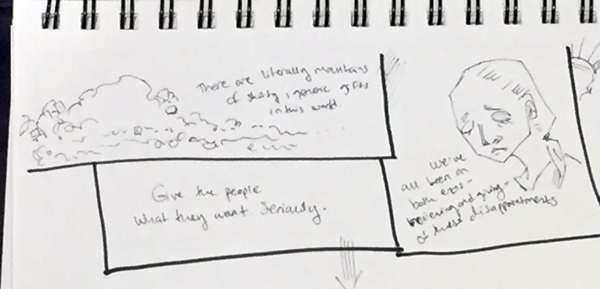 There are literally mountains
of shitty, generic gifts
in this world.
Give the people
what they want seriously.
We've
all been on
both ends-
receiving and giving-
of these disappointments